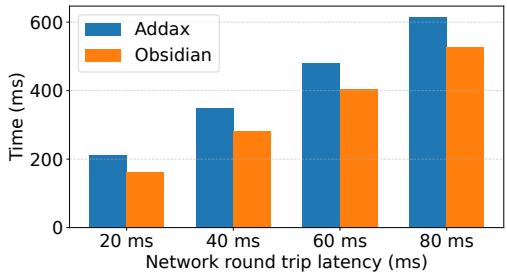 600
400
200
0
Time (ms)
Addax
Obsidian
20 ms 40 ms 60 ms 80 ms
Network round trip latency (ms)